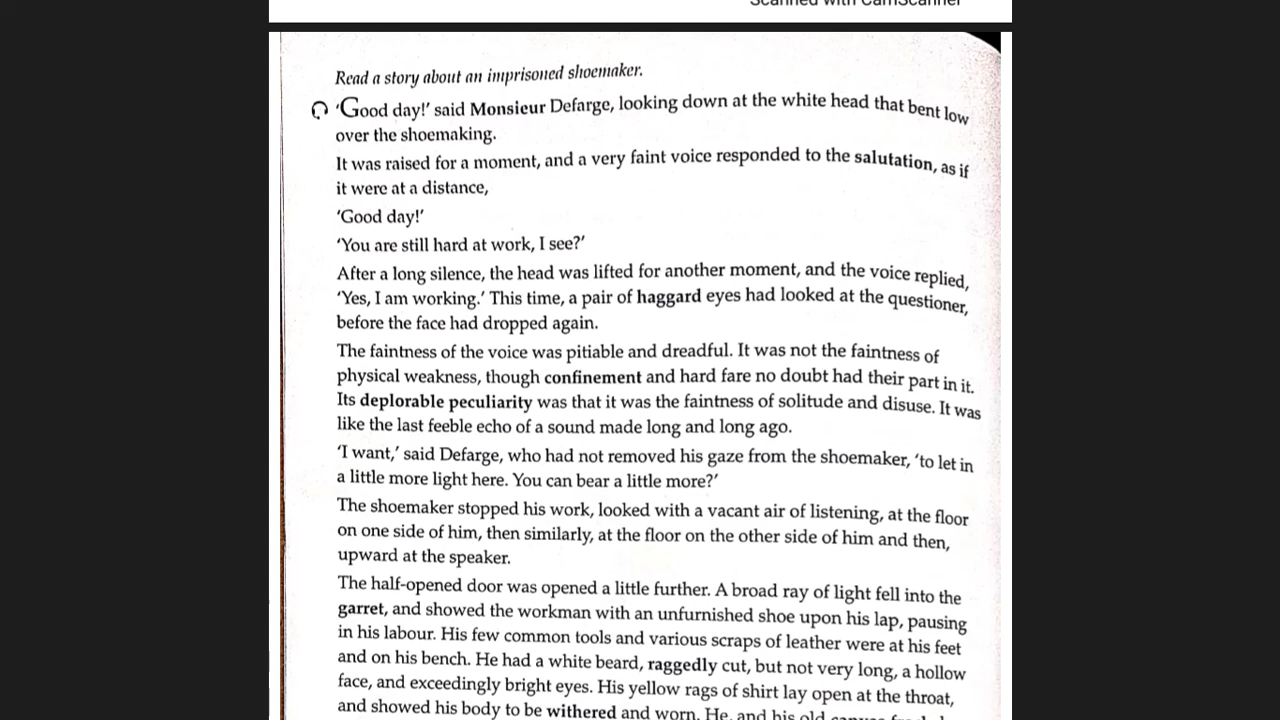 Scanned with CamScanner
Read a story about an imprisoned shoemaker.
'Good day!' said Monsieur Defarge, looking down at the white head that bent low
over the shoemaking.
It was raised for a moment, and a very faint voice responded to the salutation, as if
it were at a distance,
'Good day!'
'You are still hard at work, I see?'
After a long silence, the head was lifted for another moment, and the voice replied,
'Yes, I am working.' This time, a pair of haggard eyes had looked at the questioner,
before the face had dropped again.
The faintness of the voice was pitiable and dreadful. It was not the faintness of
physical weakness, though confinement and hard fare no doubt had their part in it.
Its deplorable peculiarity was that it was the faintness of solitude and disuse. It was
like the last feeble echo of a sound made long and long ago.
'I want,' said Defarge, who had not removed his gaze from the shoemaker, 'to let in
a little more light here. You can bear a little more?'
The shoemaker stopped his work, looked with a vacant air of listening, at the floor
on one side of him, then similarly, at the floor on the other side of him and then,
upward at the speaker.
The half-opened door was opened a little further. A broad ray of light fell into the
garret, and showed the workman with an unfurnished shoe upon his lap, pausing
in his labour. His few common tools and various scraps of leather were at his feet
and on his bench. He had a white beard, raggedly cut, but not very long, a hollow
face, and exceedingly bright eyes. His yellow rags of shirt lay open at the throat,
and showed his body to be withered and worn. He, and his old